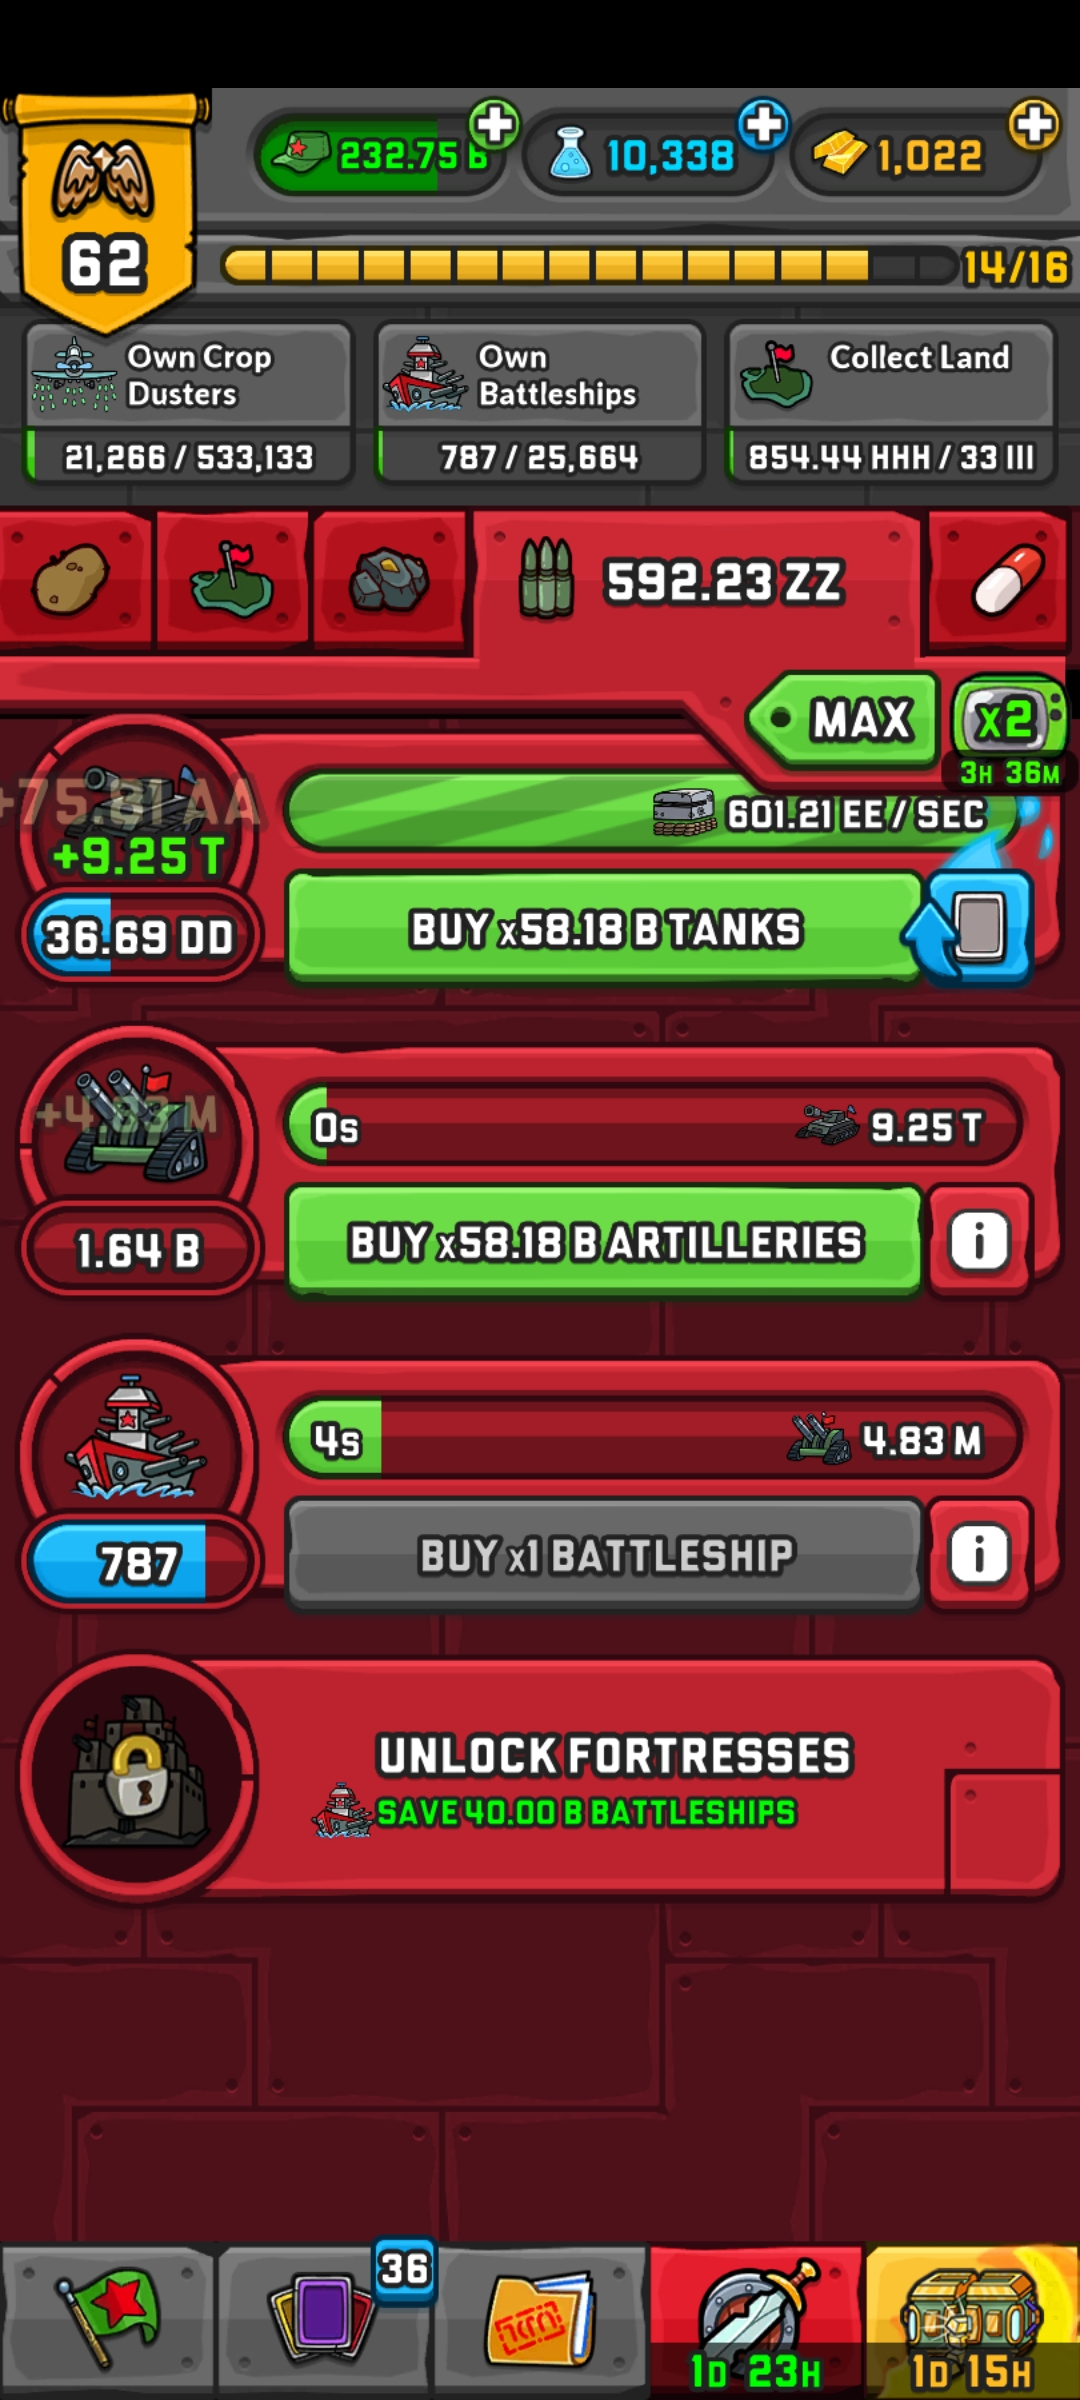 62
232.75 B
10,338
1,022
14/16
Own Crop
Dusters
21,266 / 533,133
Own
Battleships
787 / 25,664
Collect Land
854.44 HHH / 33 III
592.23 ZZ
MAX
x2
3H 36M
+75.81 AA
+9.25 T
36.69 DD
601.21 EE / SEC
BUY x58.18 B TANKS
+4.83 M
1.64 B
0s
9.25 T
BUY x58.18 B ARTILLERIES
i
787
4s
4.83 M
BUY x1 BATTLESHIP
i
UNLOCK FORTRESSES
SAVE 40.00 B BATTLESHIPS
36
1D 23H
1D 15H